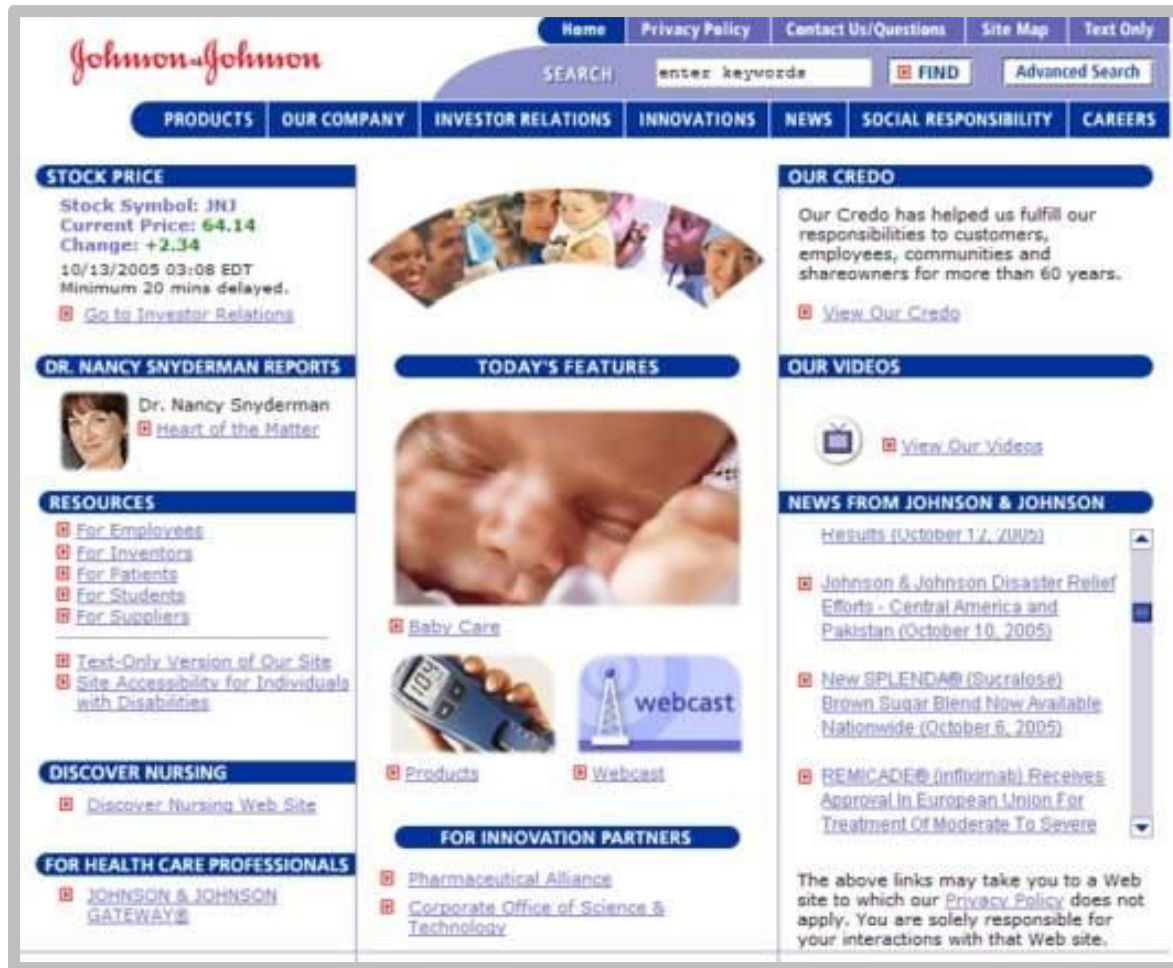 Johnson & Johnson
Home
Privacy Policy
Contact Us/Questions
Site Map
Text Only
SEARCH
enter keywords
FIND
Advanced Search
PRODUCTS
OUR COMPANY
INVESTOR RELATIONS
INNOVATIONS
NEWS
SOCIAL RESPONSIBILITY
CAREERS
STOCK PRICE
Stock Symbol: JNJ
Current Price: 64.14
Change: +2.34
10/13/2005 03:08 EDT
Minimum 20 mins delayed.
Go to Investor Relations
DR. NANCY SNYDERMAN REPORTS
Dr. Nancy Snyderman
Heart of the Matter
RESOURCES
For Employees
For Inventors
For Patients
For Students
For Suppliers
Text-Only Version of Our Site
Site Accessibility for Individuals
with Disabilities
DISCOVER NURSING
Discover Nursing Web Site
FOR HEALTH CARE PROFESSIONALS
JOHNSON & JOHNSON
GATEWAY®
TODAY'S FEATURES
Baby Care
104
webcast
Products
Webcast
FOR INNOVATION PARTNERS
Pharmaceutical Alliance
Corporate Office of Science &
Technology
OUR CREDO
Our Credo has helped us fulfill our
responsibilities to customers,
employees, communities and
shareowners for more than 60 years.
View Our Credo
OUR VIDEOS
View Our Videos
NEWS FROM JOHNSON & JOHNSON
Results (October 12, 2005)
Johnson & Johnson Disaster Relief
Efforts - Central America and
Pakistan (October 10, 2005)
New SPLENDA® (Sucralose)
Brown Sugar Blend Now Available
Nationwide (October 6, 2005)
REMICADE® (infliximab) Receives
Approval In European Union For
Treatment Of Moderate To Severe
The above links may take you to a Web
site to which our Privacy Policy does not
apply. You are solely responsible for
your interactions with that Web site.